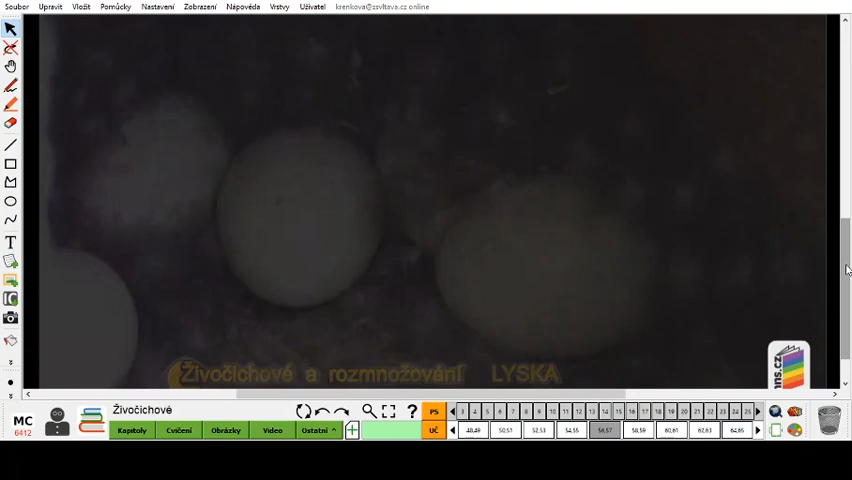 Soubor Upravit Vložit Pomůcky Nastavení Zobrazení Nápověda Vrstvy Uživatel krenkova@zsvltava.cz online
T
Živočichové a rozmnožování LYSKA
ns.cz
MC
6412
Živočichové
?
PS
3 4 5 6 7 8 9 10 11 12 13 14 15 16 17 18 19 20 21 22 23 24 25
Kapitoly Cvičení Obrázky Video Ostatní ^
UČ
48,49 50,51 52,53 54,55 56,57 58,59 60,61 62,63 64,65